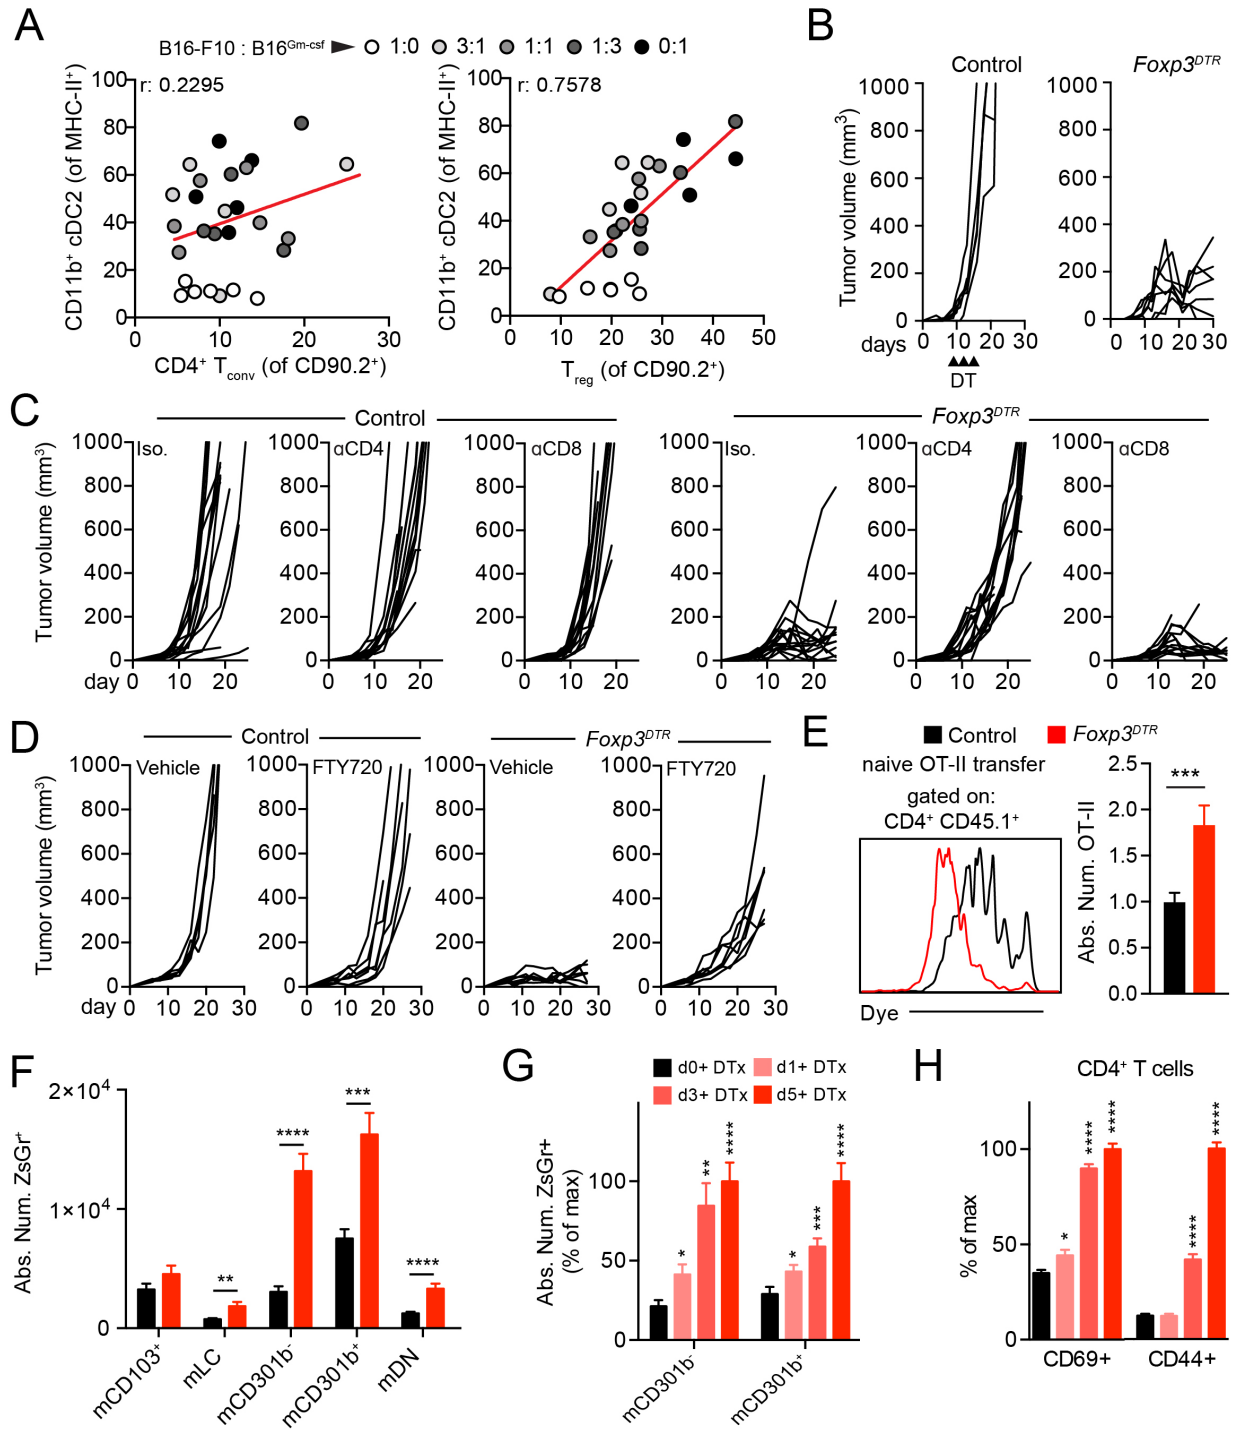 A
B16-F10 : B16Gm-csf ► 1:0 3:1 1:1 1:3 0:1
CD11b+ cDC2 (of MHC-II+)
r: 0.2295
100
80
60
40
20
0
0 10 20 30
CD4+ Tconv (of CD90.2+)
CD11b+ cDC2 (of MHC-II+)
r: 0.7578
100
80
60
40
20
0
0 10 20 30 40 50
Treg (of CD90.2+)
B
Control
Foxp3DTR
Tumor volume (mm3)
1000
800
600
400
200
0
1000
800
600
400
200
0
days 0 10 20 30
0 10 20 30
▲▲▲
DT
C
Control
Foxp3DTR
Tumor volume (mm3)
Iso.
1000
800
600
400
200
0
day 0 10 20
αCD4
1000
800
600
400
200
0
0 10 20
αCD8
1000
800
600
400
200
0
0 10 20
Iso.
1000
800
600
400
200
0
0 10 20
αCD4
1000
800
600
400
200
0
0 10 20
αCD8
1000
800
600
400
200
0
0 10 20
D
Control
Foxp3DTR
Tumor volume (mm3)
Vehicle
1000
800
600
400
200
0
day 0 10 20 30
FTY720
1000
800
600
400
200
0
0 10 20 30
Vehicle
1000
800
600
400
200
0
0 10 20 30
FTY720
1000
800
600
400
200
0
0 10 20 30
E
Control Foxp3DTR
naive OT-II transfer
gated on:
CD4+ CD45.1+
Dye
Abs. Num. OT-II
2.5
2.0
1.5
1.0
0.5
0.0
***
F
Abs. Num. ZsGr+
2×10^4
1×10^4
0
**
****
***
****
mCD103+
mLC
mCD301b-
mCD301b+
mDN
G
d0+ DTx d1+ DTx
d3+ DTx d5+ DTx
Abs. Num. ZsGr+
(% of max)
100
50
0
*
**
****
*
***
****
mCD301b-
mCD301b+
H
CD4+ T cells
% of max
100
50
0
*
****
****
****
****
CD69+ CD44+